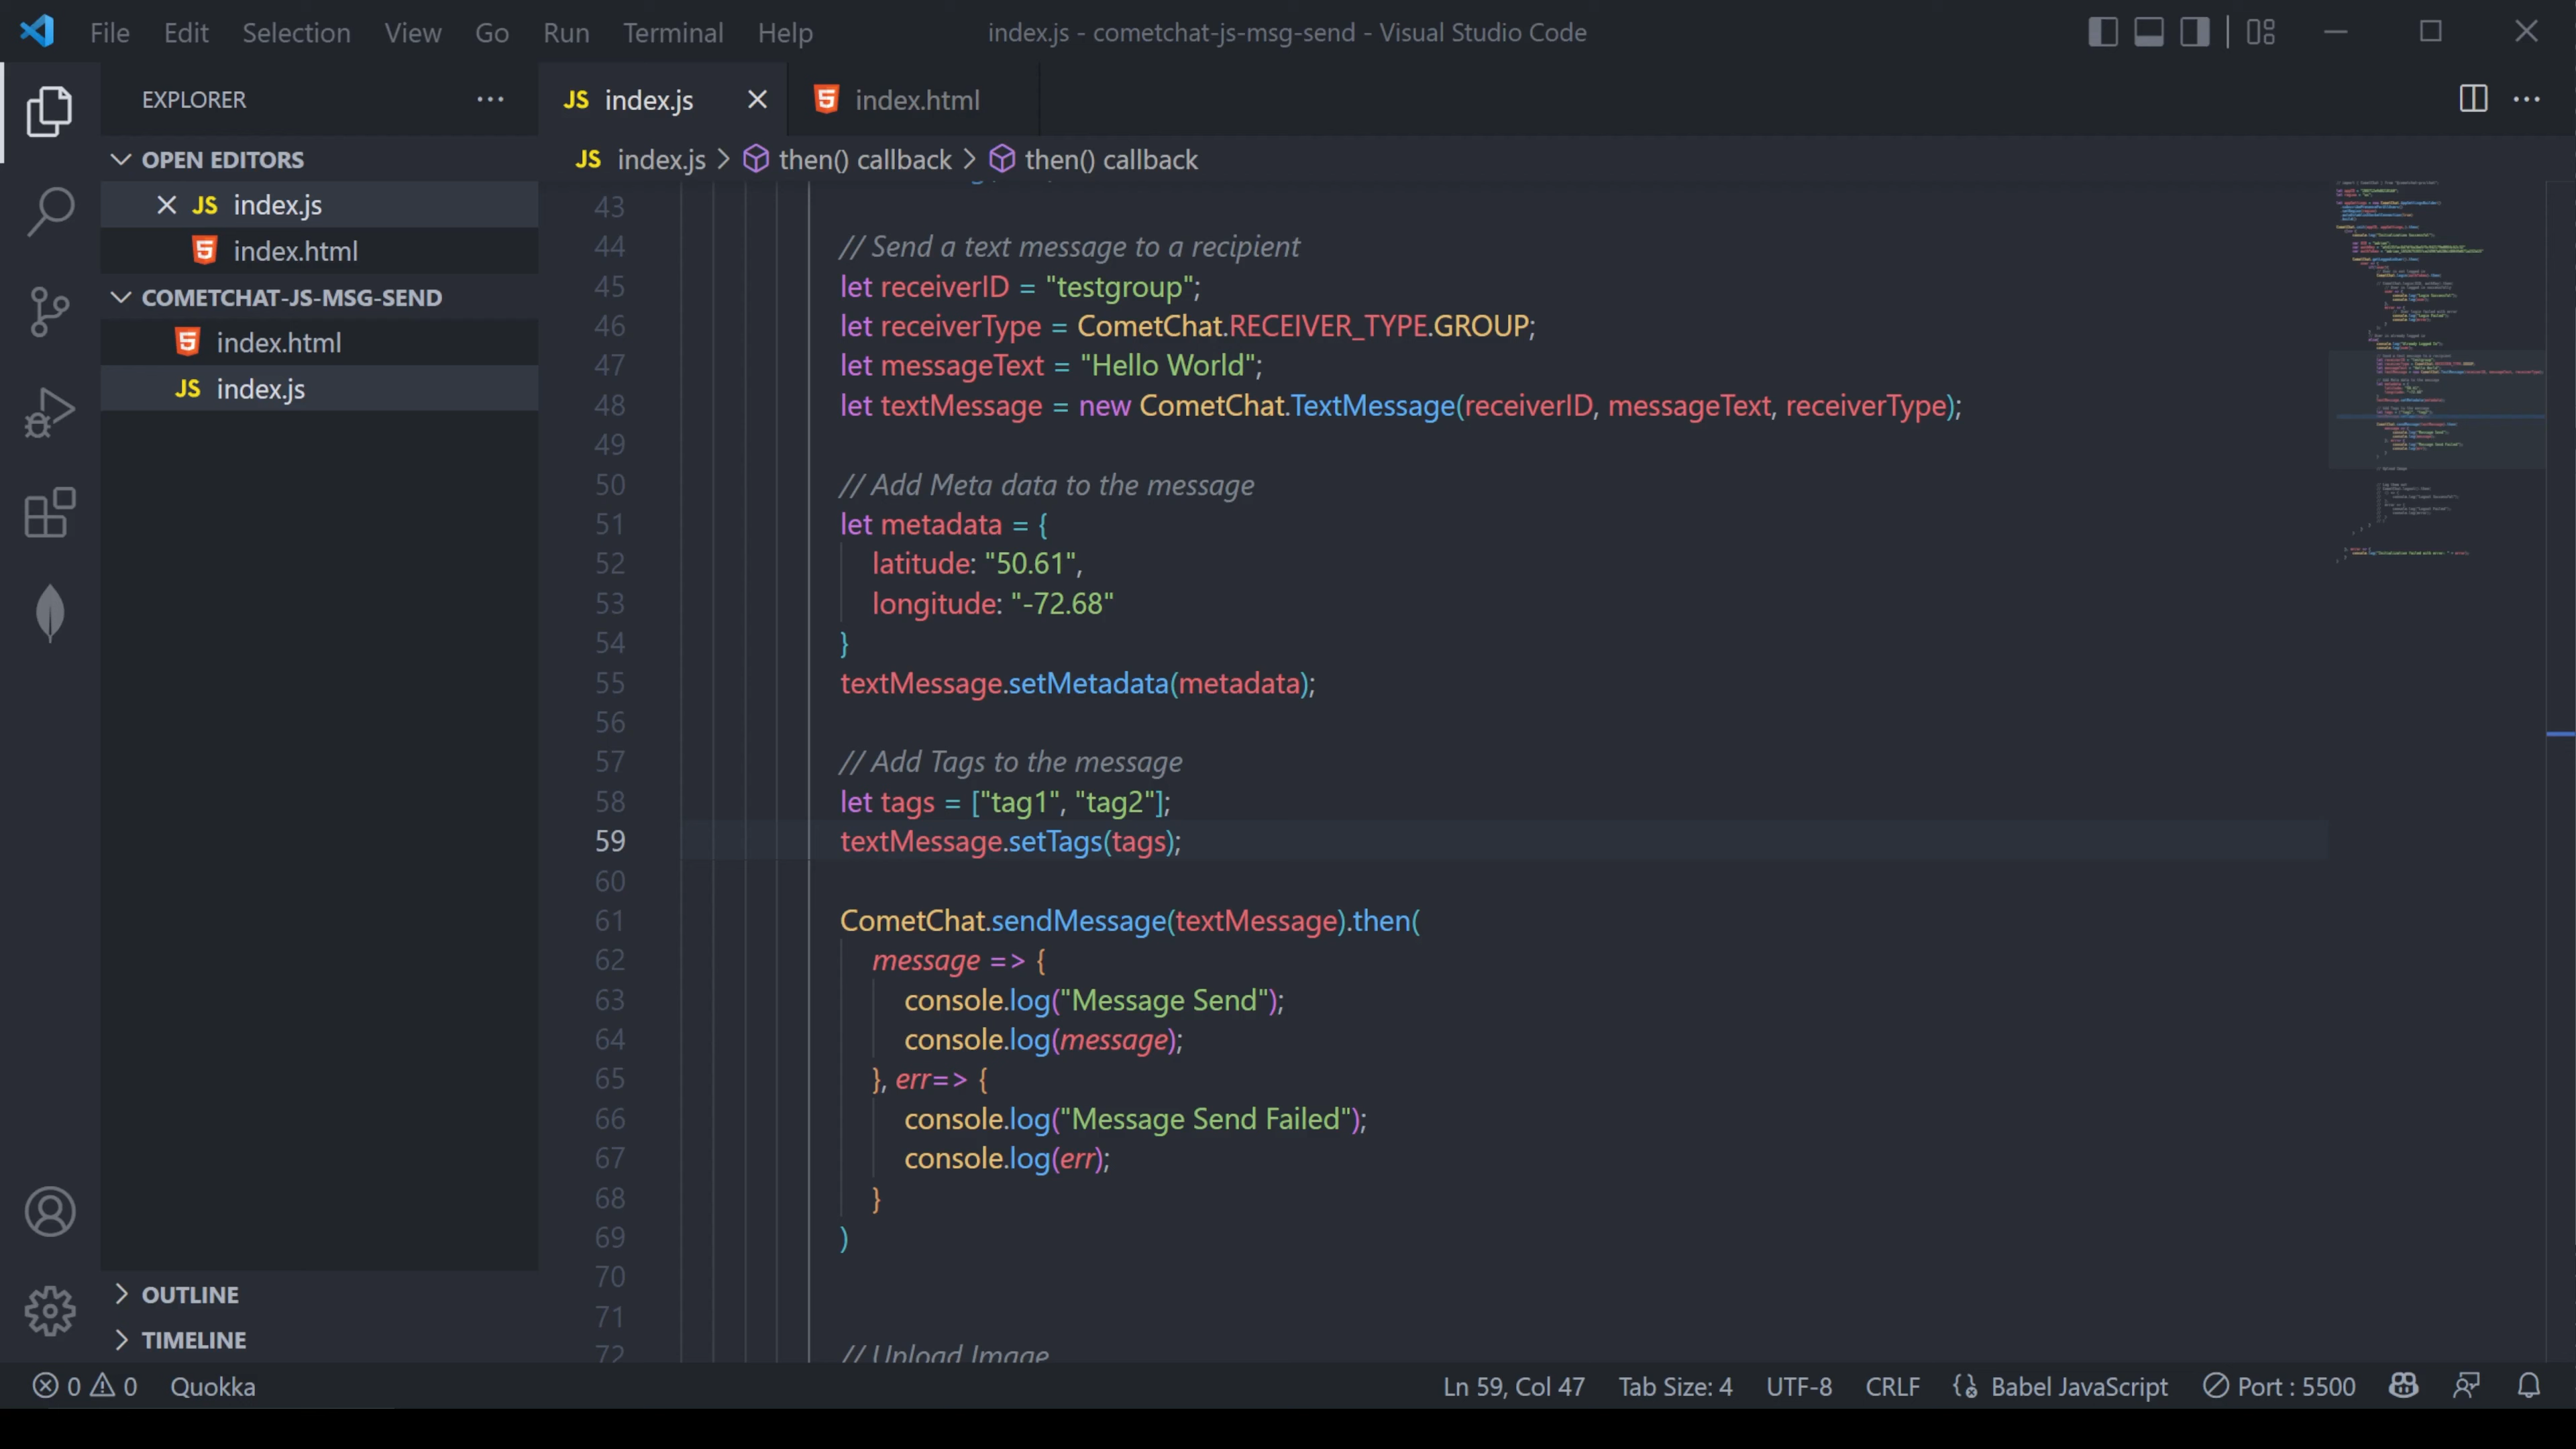 File Edit Selection View Go Run Terminal Help index.js - cometchat-js-msg-send - Visual Studio Code
EXPLORER
OPEN EDITORS
JS index.js
index.html
COMETCHAT-JS-MSG-SEND
index.html
JS index.js
OUTLINE
TIMELINE
JS index.js index.html
JS index.js > then() callback > then() callback
43
44 // Send a text message to a recipient
45 let receiverID = "testgroup";
46 let receiverType = CometChat.RECEIVER_TYPE.GROUP;
47 let messageText = "Hello World";
48 let textMessage = new CometChat.TextMessage(receiverID, messageText, receiverType);
49
50 // Add Meta data to the message
51 let metadata = {
52 latitude: "50.61",
53 longitude: "-72.68"
54 }
55 textMessage.setMetadata(metadata);
56
57 // Add Tags to the message
58 let tags = ["tag1", "tag2"];
59 textMessage.setTags(tags);
60
61 CometChat.sendMessage(textMessage).then(
62 message => {
63 console.log("Message Send");
64 console.log(message);
65 }, err=> {
66 console.log("Message Send Failed");
67 console.log(err);
68 }
69 )
70
71
72 // Upload Image
0 0 Quokka Ln 59, Col 47 Tab Size: 4 UTF-8 CRLF Babel JavaScript Port : 5500